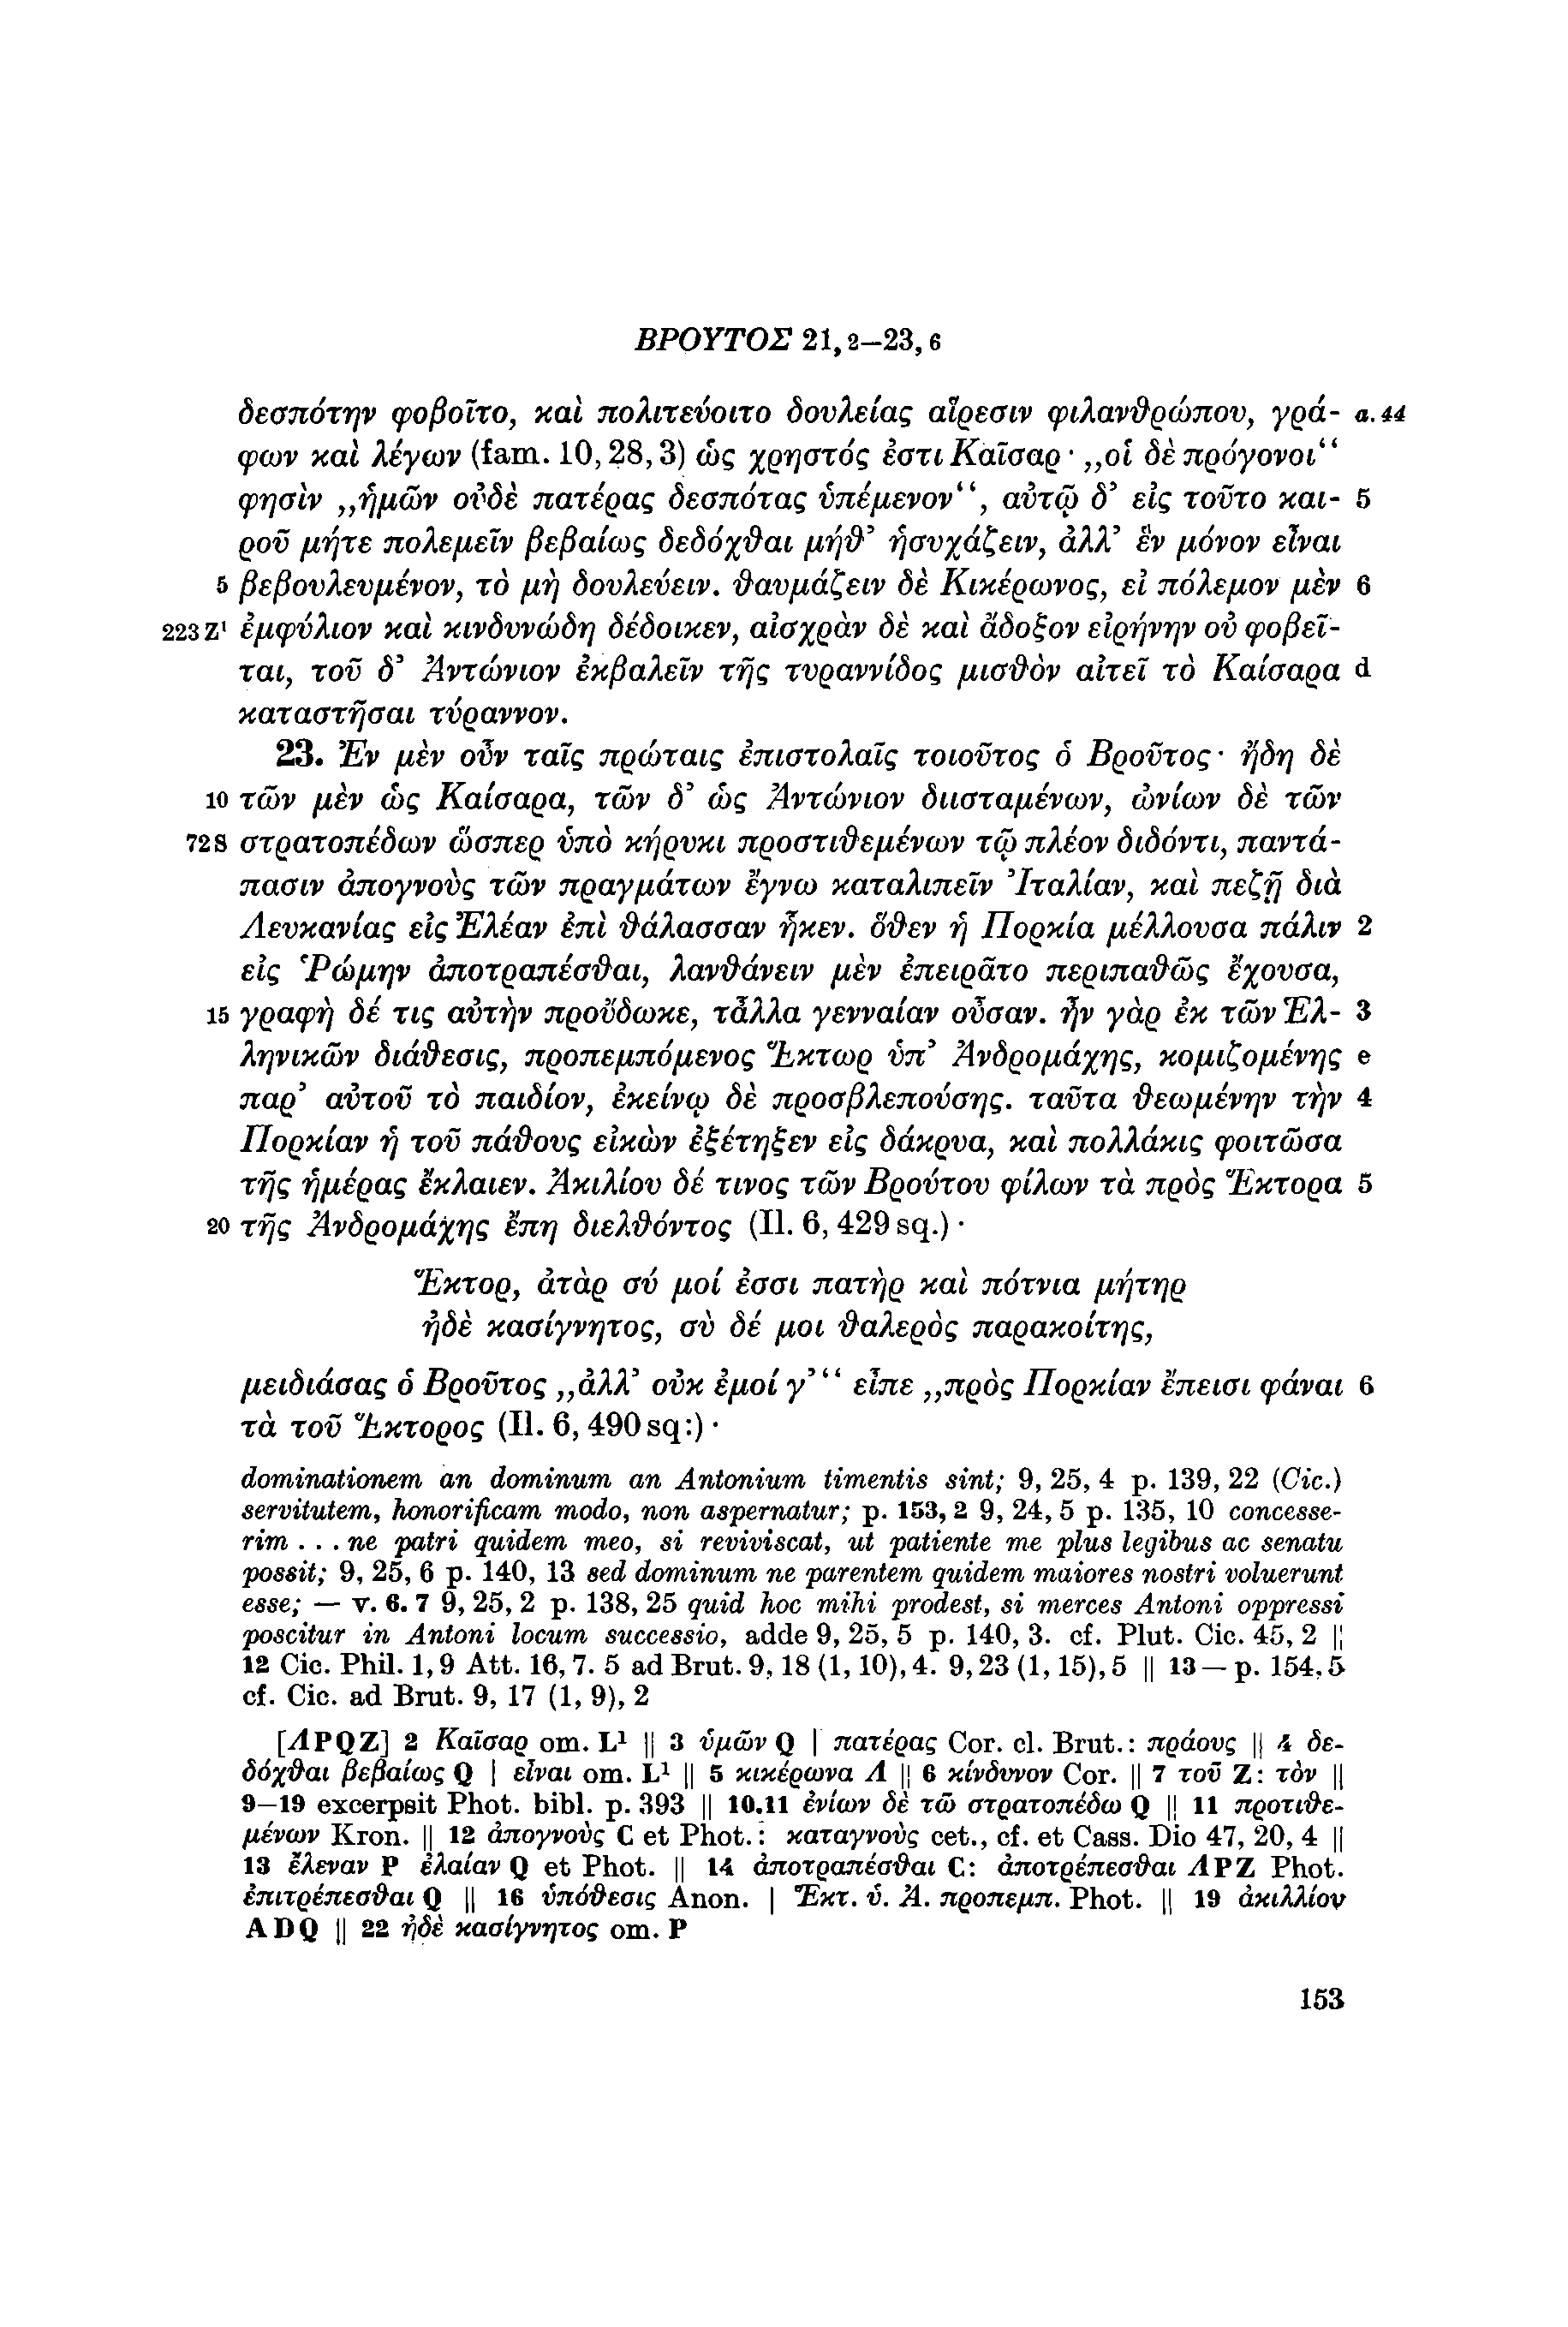 ΒΡΟΥΤΟΣ 21,2–23,6
δεσπότην φοβοῖτο, καὶ πολιτεύοιτο δουλείας αἵρεσιν φιλανθρώπου, γρά- a. 44
φων καὶ λέγων (fam. 10, 28, 3) ὡς χρηστός ἐστι Καῖσαρ· „οἱ δὲ πρόγονοι“
φησὶν „ἡμῶν οὐδὲ πατέρας δεσπότας ὑπέμενον“, αὐτῷ δ’ εἰς τοῦτο και- 5
ροῦ μήτε πολεμεῖν βεβαίως δεδόχθαι μήθ’ ἡσυχάζειν, ἀλλ’ ἓν μόνον εἶναι
5 βεβουλευμένον, τὸ μὴ δουλεύειν. θαυμάζειν δὲ Κικέρωνος, εἰ πόλεμον μὲν 6
223 Z¹ ἐμφύλιον καὶ κινδυνώδη δέδοικεν, αἰσχρὰν δὲ καὶ ἄδοξον εἰρήνην οὐ φοβεῖ-
ται, τοῦ δ’ Ἀντώνιον ἐκβαλεῖν τῆς τυραννίδος μισθὸν αἰτεῖ τὸ Καίσαρα d
καταστῆσαι τύραννον.
23. Ἐν μὲν οὖν ταῖς πρώταις ἐπιστολαῖς τοιοῦτος ὁ Βροῦτος· ἤδη δὲ
10 τῶν μὲν ὡς Καίσαρα, τῶν δ’ ὡς Ἀντώνιον διισταμένων, ὠνίων δὲ τῶν
72 S στρατοπέδων ὥσπερ ὑπὸ κήρυκι προστιθεμένων τῷ πλέον διδόντι, παντά-
πασιν ἀπογνοὺς τῶν πραγμάτων ἔγνω καταλιπεῖν Ἰταλίαν, καὶ πεζῇ διὰ
Λευκανίας εἰς Ἐλέαν ἐπὶ θάλασσαν ἧκεν. ὅθεν ἡ Πορκία μέλλουσα πάλιν 2
εἰς Ῥώμην ἀποτραπέσθαι, λανθάνειν μὲν ἐπειρᾶτο περιπαθῶς ἔχουσα,
15 γραφὴ δέ τις αὐτὴν προὔδωκε, τἆλλα γενναίαν οὖσαν. ἦν γὰρ ἐκ τῶν Ἑλ- 3
ληνικῶν διάθεσις, προπεμπόμενος Ἕκτωρ ὑπ’ Ἀνδρομάχης, κομιζομένης e
παρ’ αὐτοῦ τὸ παιδίον, ἐκείνῳ δὲ προσβλεπούσης. ταῦτα θεωμένην τὴν 4
Πορκίαν ἡ τοῦ πάθους εἰκὼν ἐξέτηξεν εἰς δάκρυα, καὶ πολλάκις φοιτῶσα
τῆς ἡμέρας ἔκλαιεν. Ἀκιλίου δέ τινος τῶν Βρούτου φίλων τὰ πρὸς Ἕκτορα 5
20 τῆς Ἀνδρομάχης ἔπη διελθόντος (Il. 6, 429 sq.)·
Ἕκτορ, ἀτὰρ σύ μοί ἐσσι πατὴρ καὶ πότνια μήτηρ
ἠδὲ κασίγνητος, σὺ δέ μοι θαλερὸς παρακοίτης,
μειδιάσας ὁ Βροῦτος „ἀλλ’ οὐκ ἐμοί γ’“ εἶπε „πρὸς Πορκίαν ἔπεισι φάναι 6
τὰ τοῦ Ἕκτορος (Il. 6, 490 sq:)·
dominationem an dominum an Antonium timentis sint; 9, 25, 4 p. 139, 22 (Cic.)
servitutem, honorificam modo, non aspernatur; p. 153, 2 9, 24, 5 p. 135, 10 concesse-
rim . . . ne patri quidem meo, si reviviscat, ut patiente me plus legibus ac senatu
possit; 9, 25, 6 p. 140, 13 sed dominum ne parentem quidem maiores nostri voluerunt
esse; — v. 6. 7 9, 25, 2 p. 138, 25 quid hoc mihi prodest, si merces Antoni oppressi
poscitur in Antoni locum successio, adde 9, 25, 5 p. 140, 3. cf. Plut. Cic. 45, 2 ||
12 Cic. Phil. 1, 9 Att. 16, 7. 5 ad Brut. 9, 18 (1, 10), 4. 9, 23 (1, 15), 5 || 13 — p. 154, 5
cf. Cic. ad Brut. 9, 17 (1, 9), 2
[ΛPQZ] 2 Καῖσαρ om. L¹ || 3 ὑμῶν Q | πατέρας Cor. cl. Brut.: πράους || 4 δε-
δόχθαι βεβαίως Q | εἶναι om. L¹ || 5 κικέρωνα Λ || 6 κίνδυνον Cor. || 7 τοῦ Z: τὸν ||
9–19 excerpsit Phot. bibl. p. 393 || 10.11 ἐνίων δὲ τῶ στρατοπέδω Q || 11 προτιθε-
μένων Kron. || 12 ἀπογνοὺς C et Phot.: καταγνοὺς cet., cf. et Cass. Dio 47, 20, 4 ||
13 ἔλεναν P ἐλαίαν Q et Phot. || 14 ἀποτραπέσθαι C: ἀποτρέπεσθαι ΛPZ Phot.
ἐπιτρέπεσθαι Q || 16 ὑπόθεσις Anon. | Ἕκτ. ὑ. Ἀ. προπεμπ. Phot. || 19 ἀκιλλίου
ADQ || 22 ἠδὲ κασίγνητος om. P
153